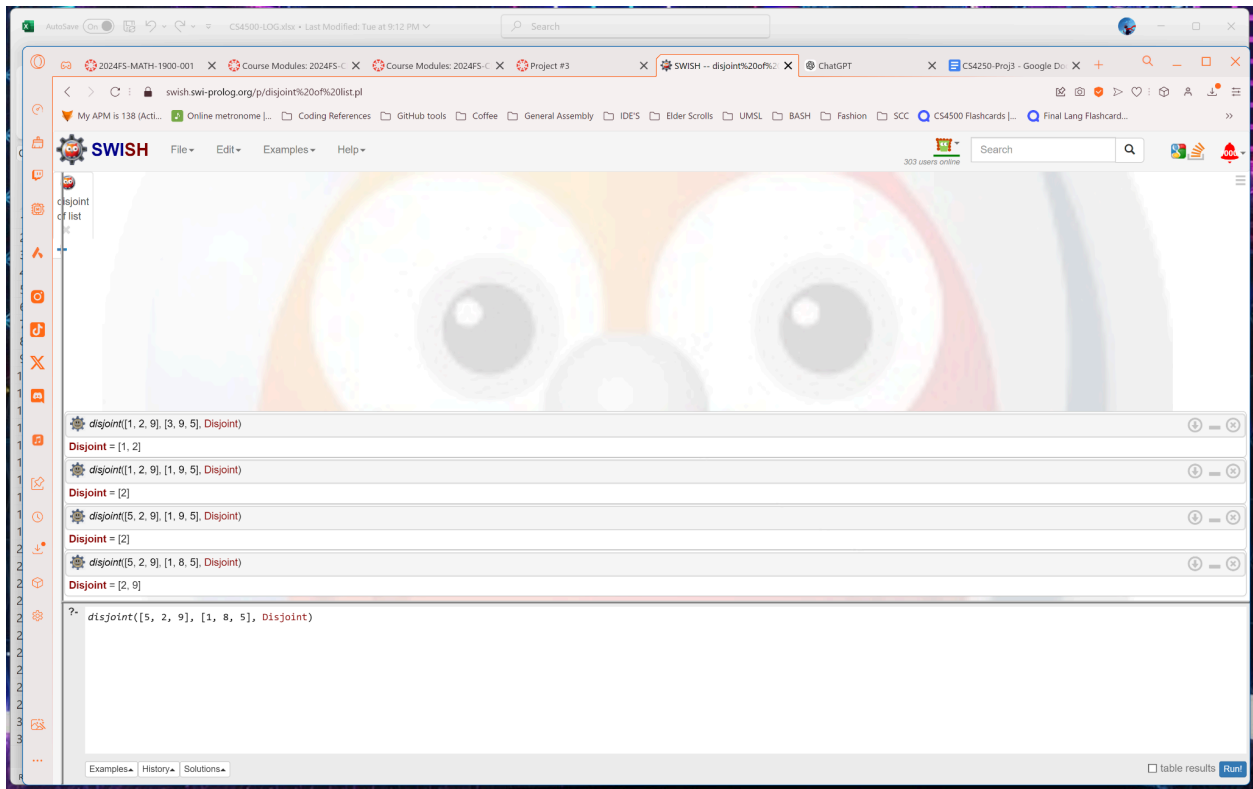 AutoSave On CS4500-LOG.xlsx • Last Modified: Tue at 9:12 PM Search
2024FS-MATH-1900-001 Course Modules: 2024FS-C Course Modules: 2024FS-C Project #3 SWISH -- disjoint%20of%2 ChatGPT CS4250-Proj3 - Google Do
swish.swi-prolog.org/p/disjoint%20of%20list.pl
My APM is 138 (Acti... Online metronome |... Coding References GitHub tools Coffee General Assembly IDE'S Elder Scrolls UMSL BASH Fashion SCC CS4500 Flashcards |... Final Lang Flashcard...
SWISH File Edit Examples Help 303 users online Search
disjoint
of list
disjoint([1, 2, 9], [3, 9, 5], Disjoint)
Disjoint = [1, 2]
disjoint([1, 2, 9], [1, 9, 5], Disjoint)
Disjoint = [2]
disjoint([5, 2, 9], [1, 9, 5], Disjoint)
Disjoint = [2]
disjoint([5, 2, 9], [1, 8, 5], Disjoint)
Disjoint = [2, 9]
?- disjoint([5, 2, 9], [1, 8, 5], Disjoint)
Examples History Solutions table results Run!